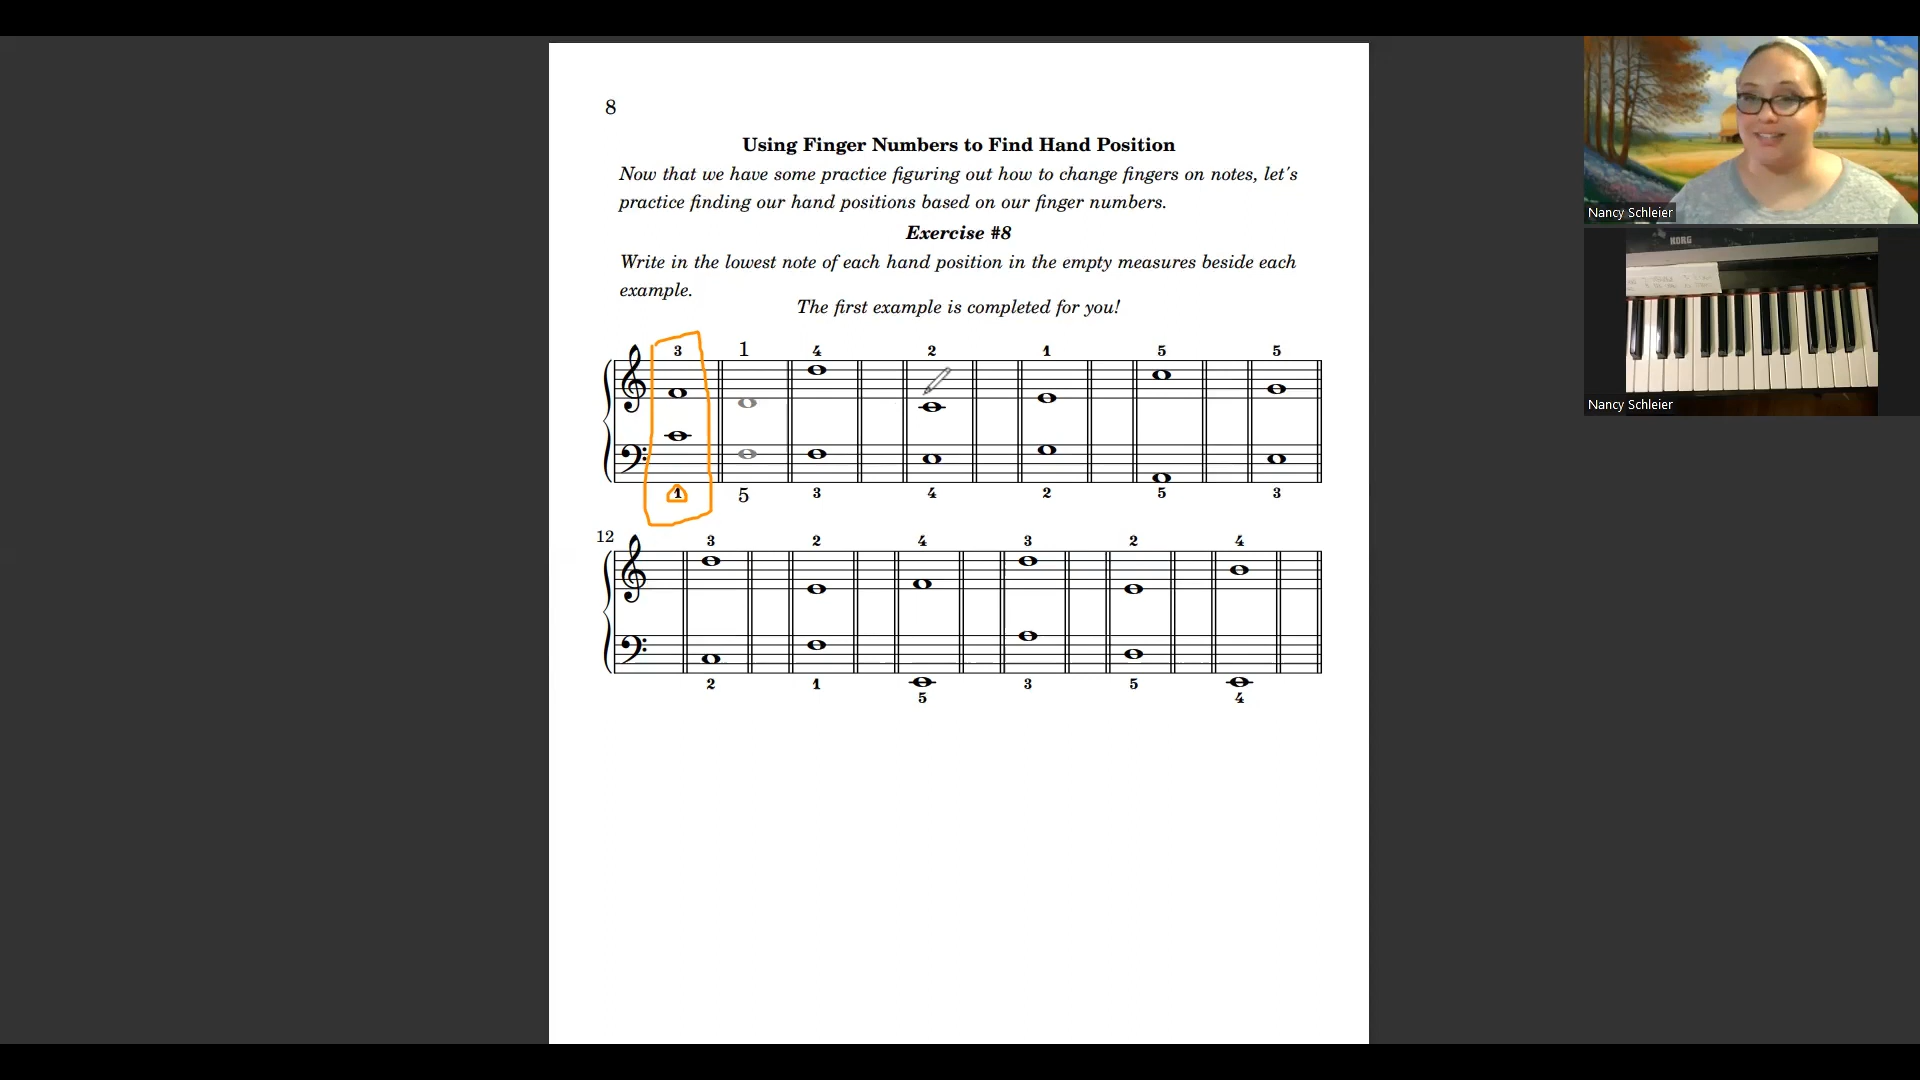 8
Using Finger Numbers to Find Hand Position
Now that we have some practice figuring out how to change fingers on notes, let's
practice finding our hand positions based on our finger numbers.
Exercise #8
Write in the lowest note of each hand position in the empty measures beside each
example.
The first example is completed for you!
3 1 4 2 1 5 5
1 5 3 4 2 5 3
12
3 2 4 3 2 4
2 1 5 3 5 4
Nancy Schleier
KORG
Nancy Schleier